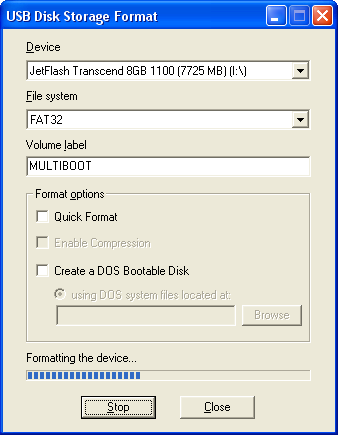 USB Disk Storage Format
Device
JetFlash Transcend 8GB 1100 (7725 MB) (I:\)
File system
FAT32
Volume label
MULTIBOOT
Format options
Quick Format
Enable Compression
Create a DOS Bootable Disk
using DOS system files located at:
Browse
Formatting the device...
Stop
Close